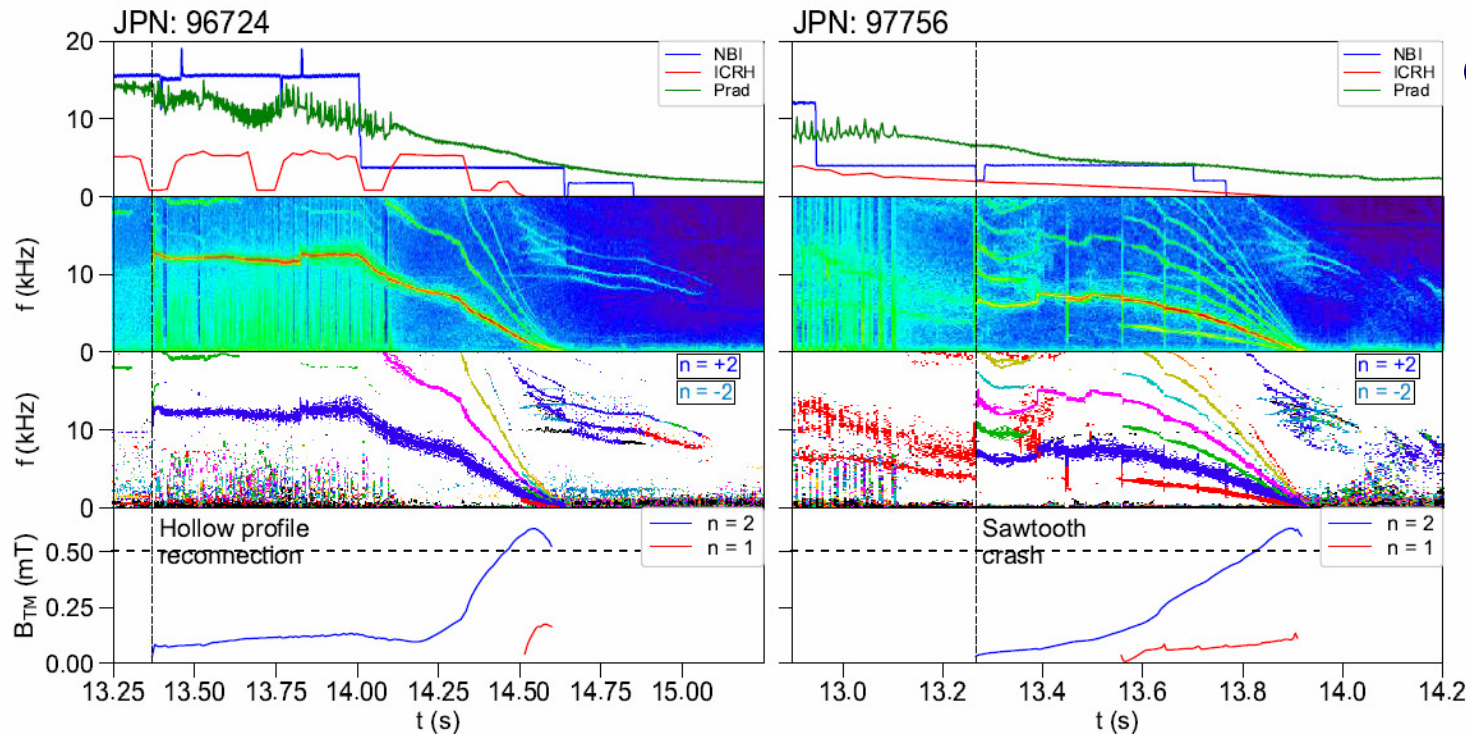 JPN: 96724
JPN: 97756
20
10
0
NBI
ICRH
Prad
NBI
ICRH
Prad
f (kHz)
10
0
f (kHz)
10
0
n = +2
n = -2
n = +2
n = -2
f (kHz)
10
0
f (kHz)
B_TM (mT)
0.50
0.25
0.00
Hollow profile
reconnection
n = 2
n = 1
Sawtooth
crash
n = 2
n = 1
13.25 13.50 13.75 14.00 14.25 14.50 14.75 15.00
t (s)
13.0 13.2 13.4 13.6 13.8 14.0 14.2
t (s)